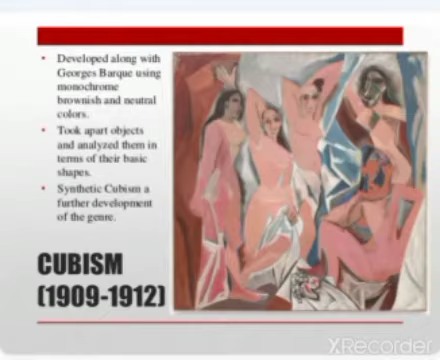 Developed along with
Georges Barque using
monochrome
brownish and neutral
colors.
Took apart objects
and analyzed them in
terms of their basic
shapes.
Synthetic Cubism a
further development
of the genre.
CUBISM
(1909-1912)
XRecorder